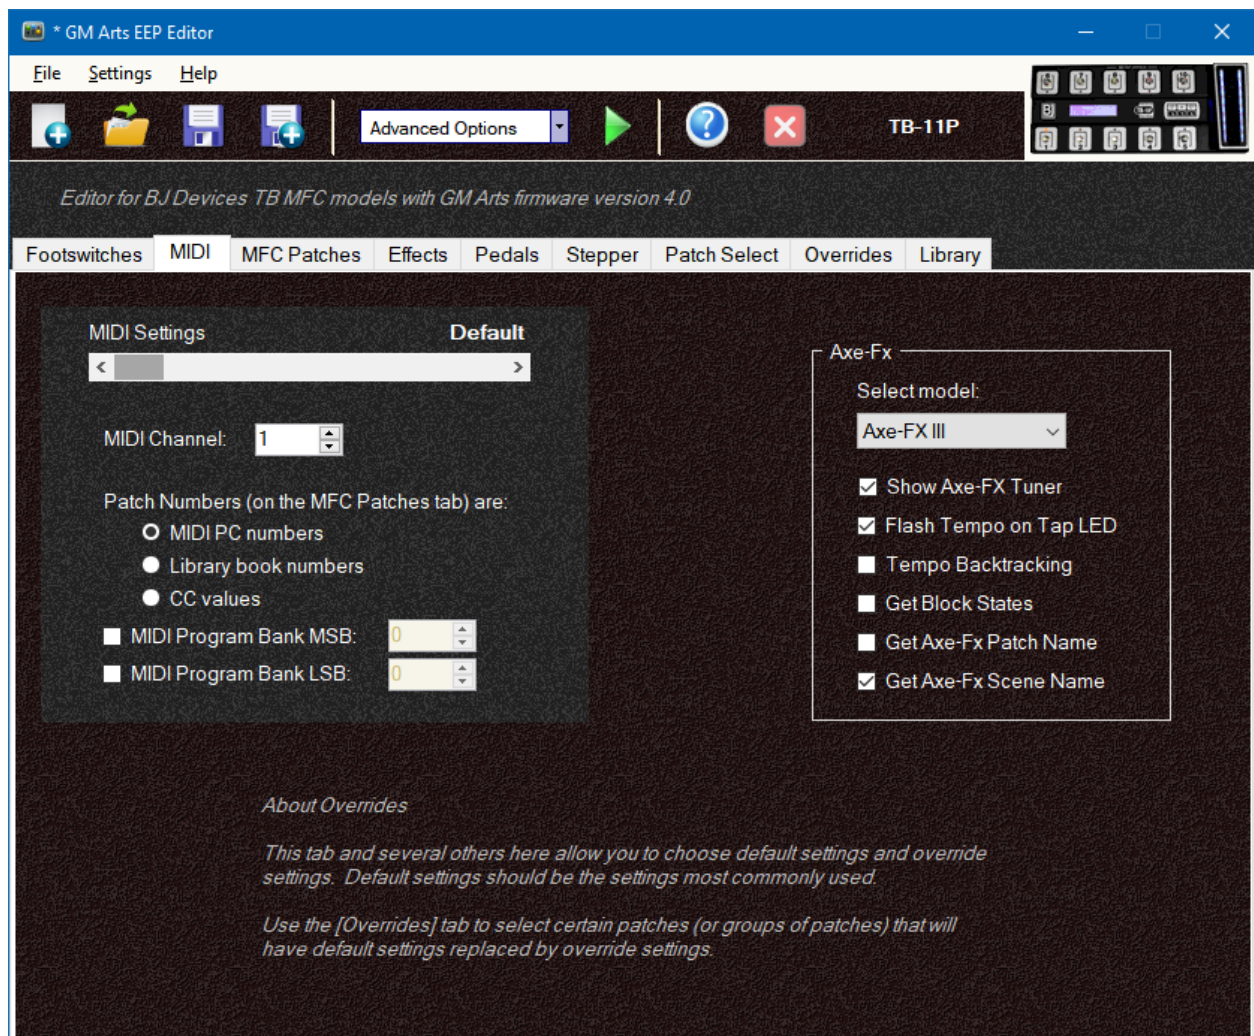 * GM Arts EEP Editor
File Settings Help
Advanced Options
TB-11P
Editor for BJ Devices TB MFC models with GM Arts firmware version 4.0
Footswitches MIDI MFC Patches Effects Pedals Stepper Patch Select Overrides Library
MIDI Settings Default
MIDI Channel: 1
Patch Numbers (on the MFC Patches tab) are:
MIDI PC numbers
Library book numbers
CC values
MIDI Program Bank MSB: 0
MIDI Program Bank LSB: 0
Axe-Fx
Select model:
Axe-FX III
Show Axe-FX Tuner
Flash Tempo on Tap LED
Tempo Backtracking
Get Block States
Get Axe-Fx Patch Name
Get Axe-Fx Scene Name
About Overrides
This tab and several others here allow you to choose default settings and override
settings. Default settings should be the settings most commonly used.
Use the [Overrides] tab to select certain patches (or groups of patches) that will
have default settings replaced by override settings.